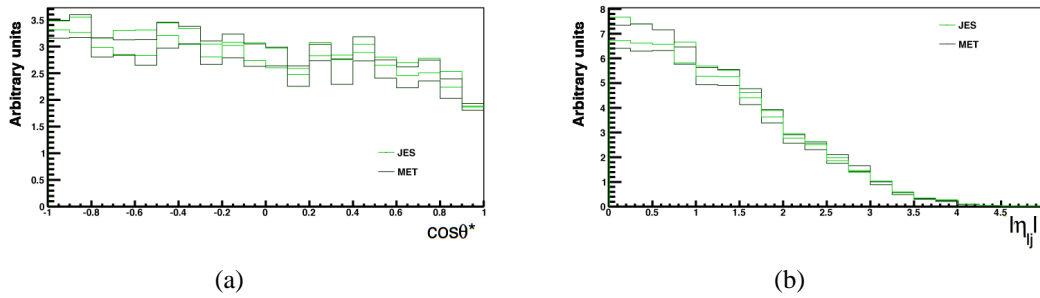 Arbitrary units
3.5
3
2.5
2
1.5
1
0.5
0
JES
MET
-1 -0.8 -0.6 -0.4 -0.2 0 0.2 0.4 0.6 0.8 1
cosθ*
(a)
Arbitrary units
8
7
6
5
4
3
2
1
0
JES
MET
0 0.5 1 1.5 2 2.5 3 3.5 4 4.5
|η_lj|
(b)